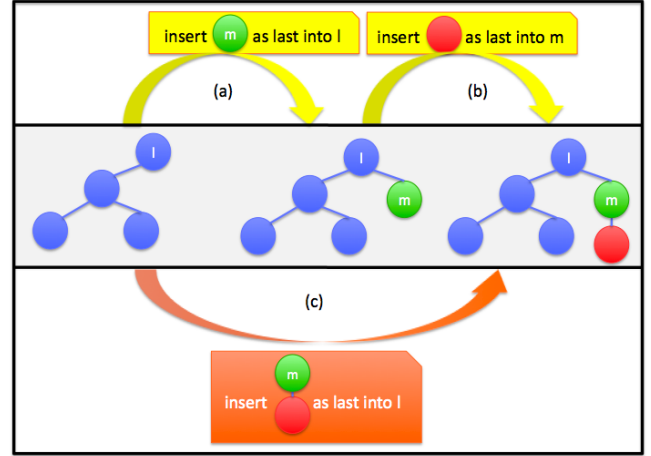 insert m as last into l
insert as last into m
(a)
(b)
l
l
l
m
m
(c)
m
insert as last into l